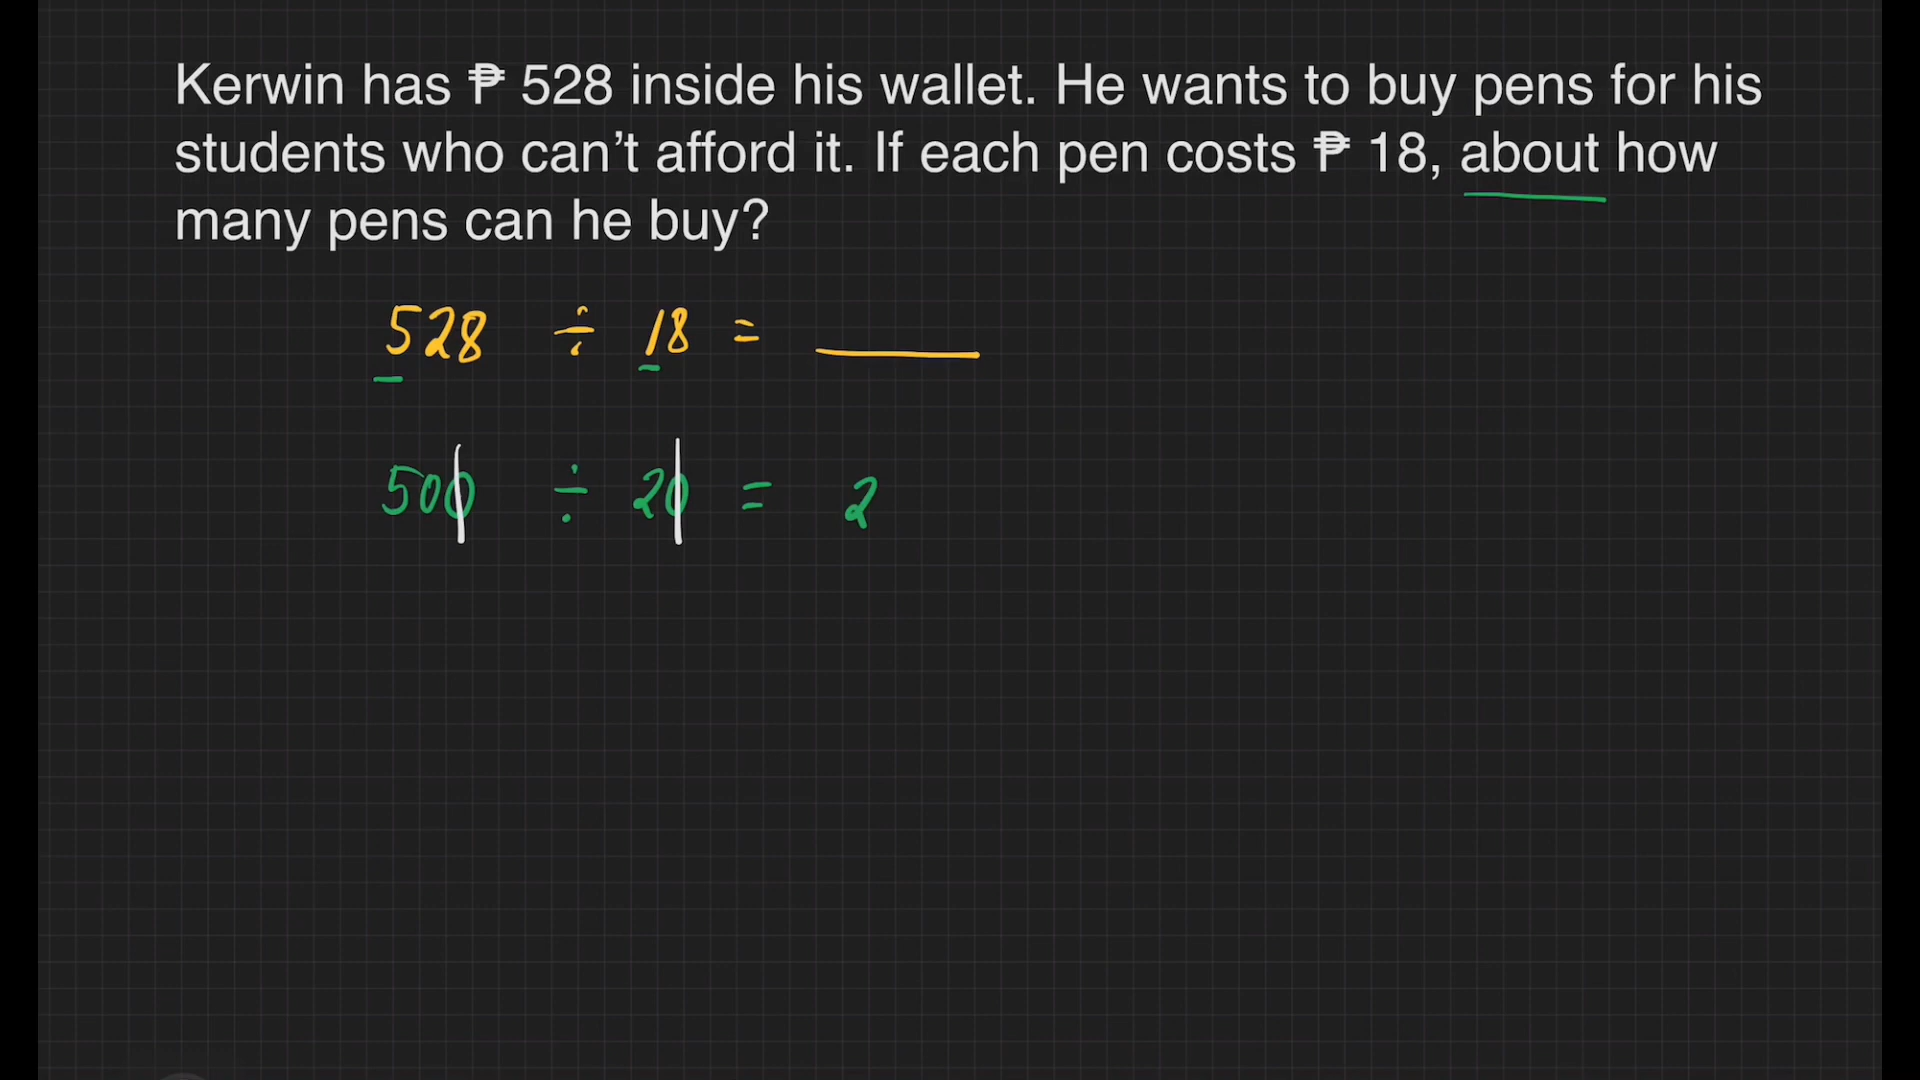 Kerwin has ₱ 528 inside his wallet. He wants to buy pens for his
students who can’t afford it. If each pen costs ₱ 18, about how
many pens can he buy?
528 ÷ 18 = ______
500 ÷ 20 = 2